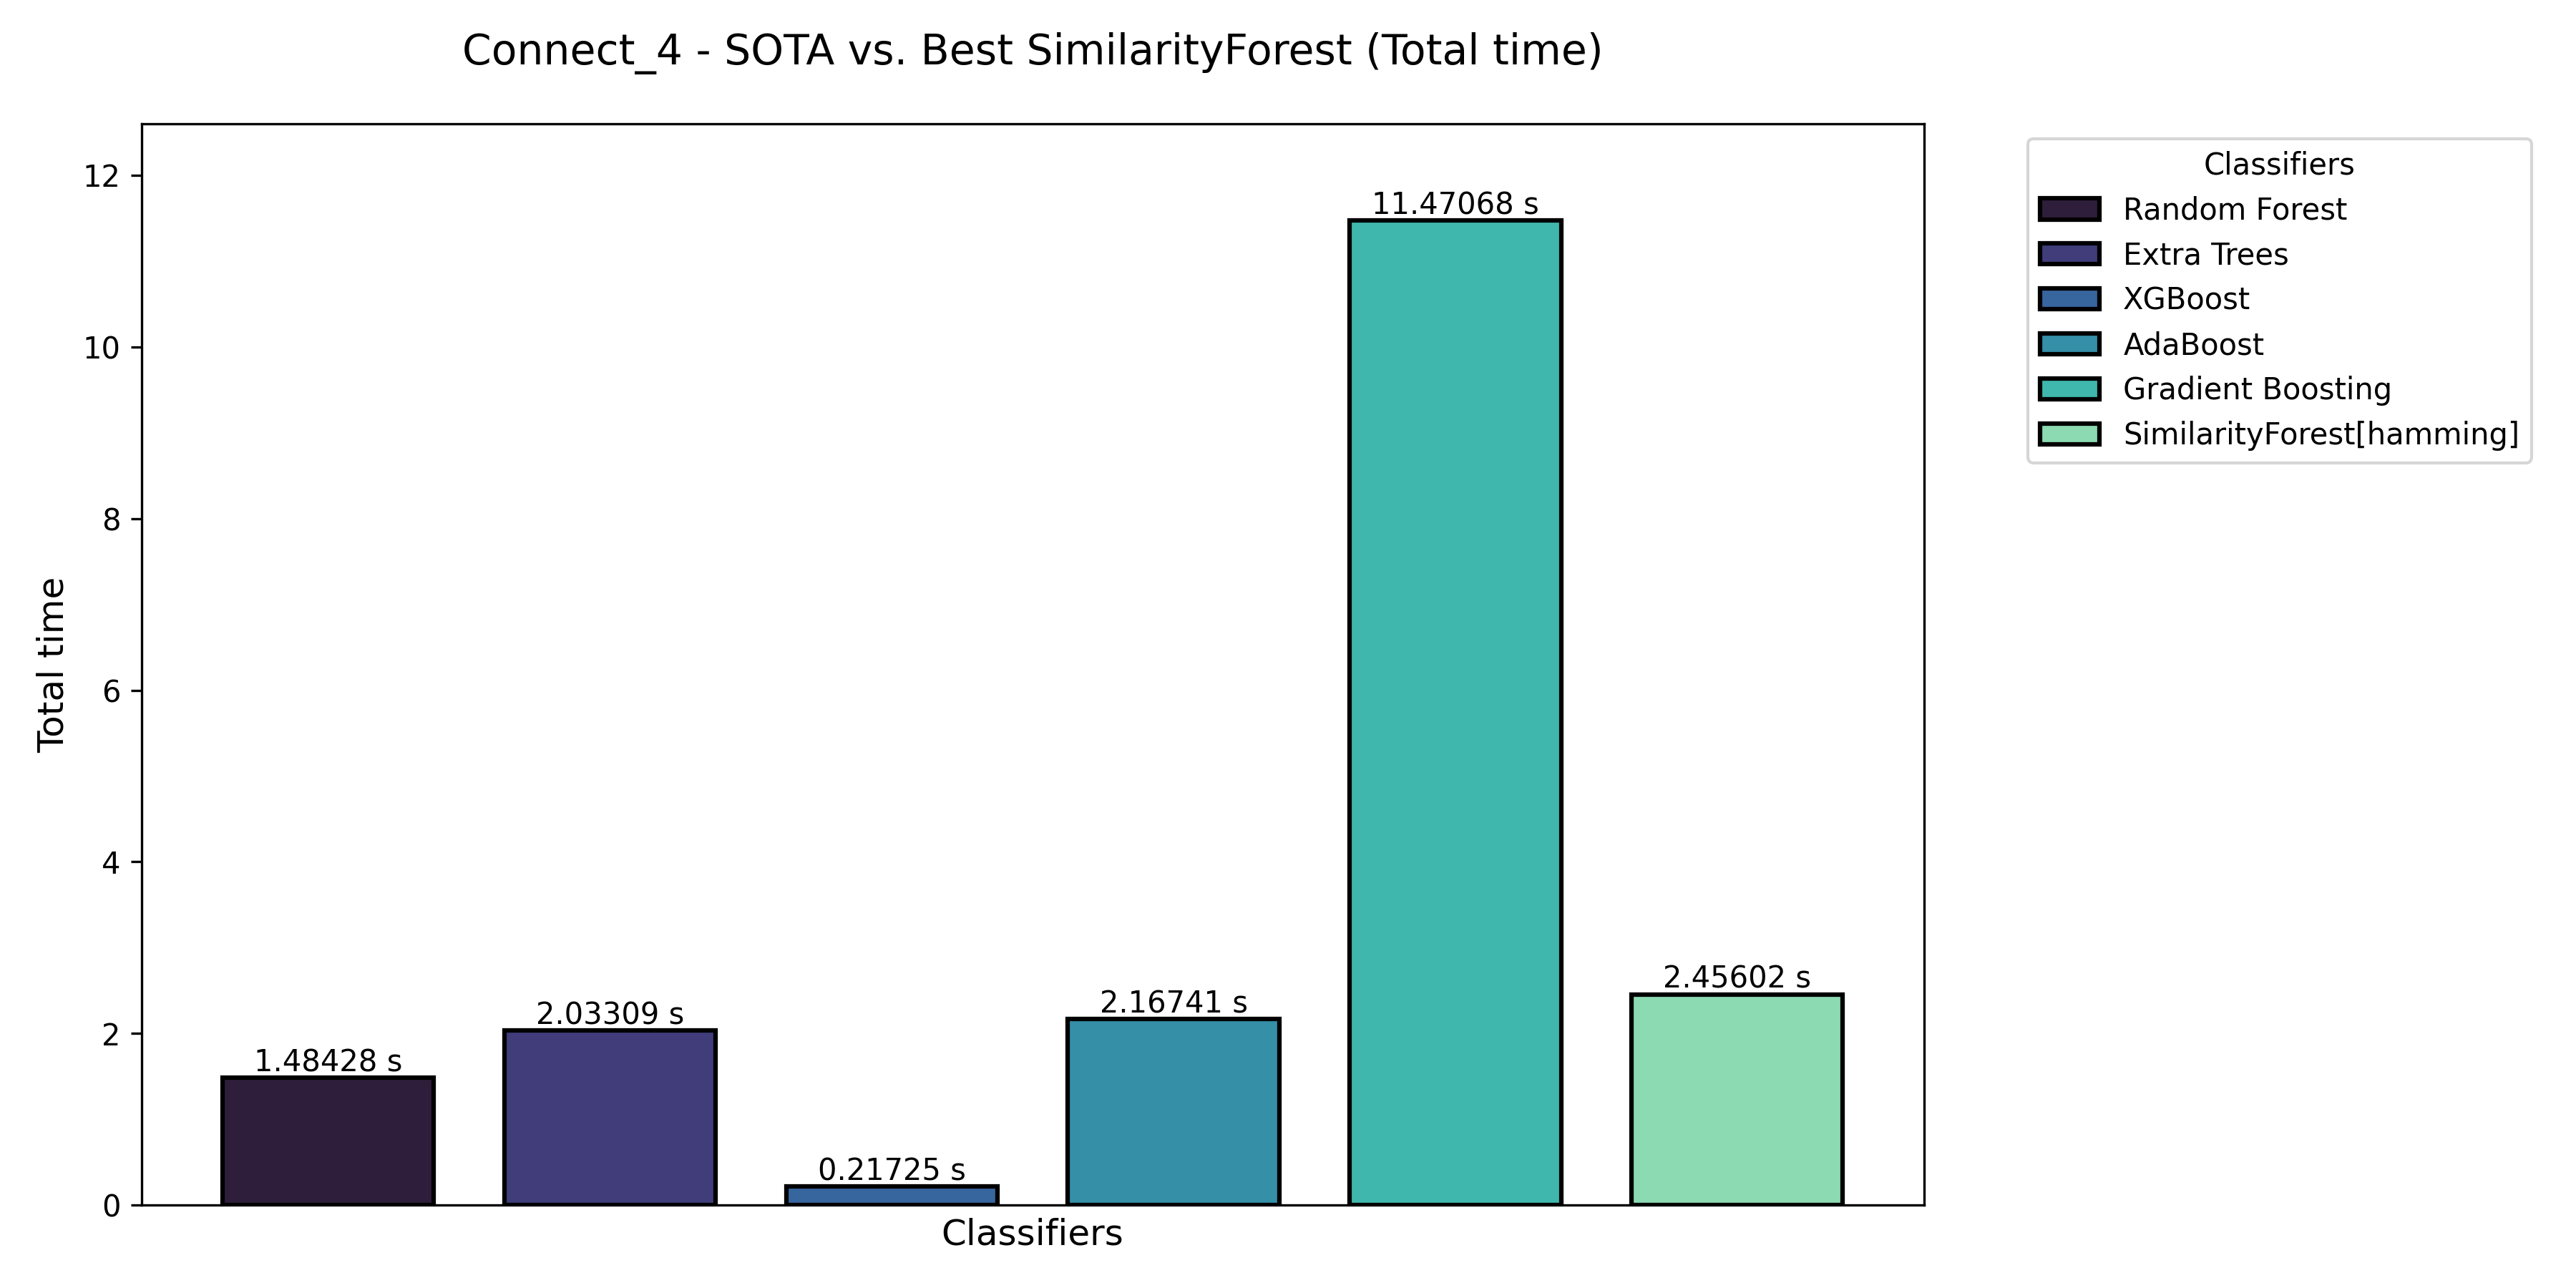 Connect_4 - SOTA vs. Best SimilarityForest (Total time)
Total time
12
10
8
6
4
2
0
1.48428 s
2.03309 s
0.21725 s
2.16741 s
11.47068 s
2.45602 s
Classifiers
Classifiers
Random Forest
Extra Trees
XGBoost
AdaBoost
Gradient Boosting
SimilarityForest[hamming]